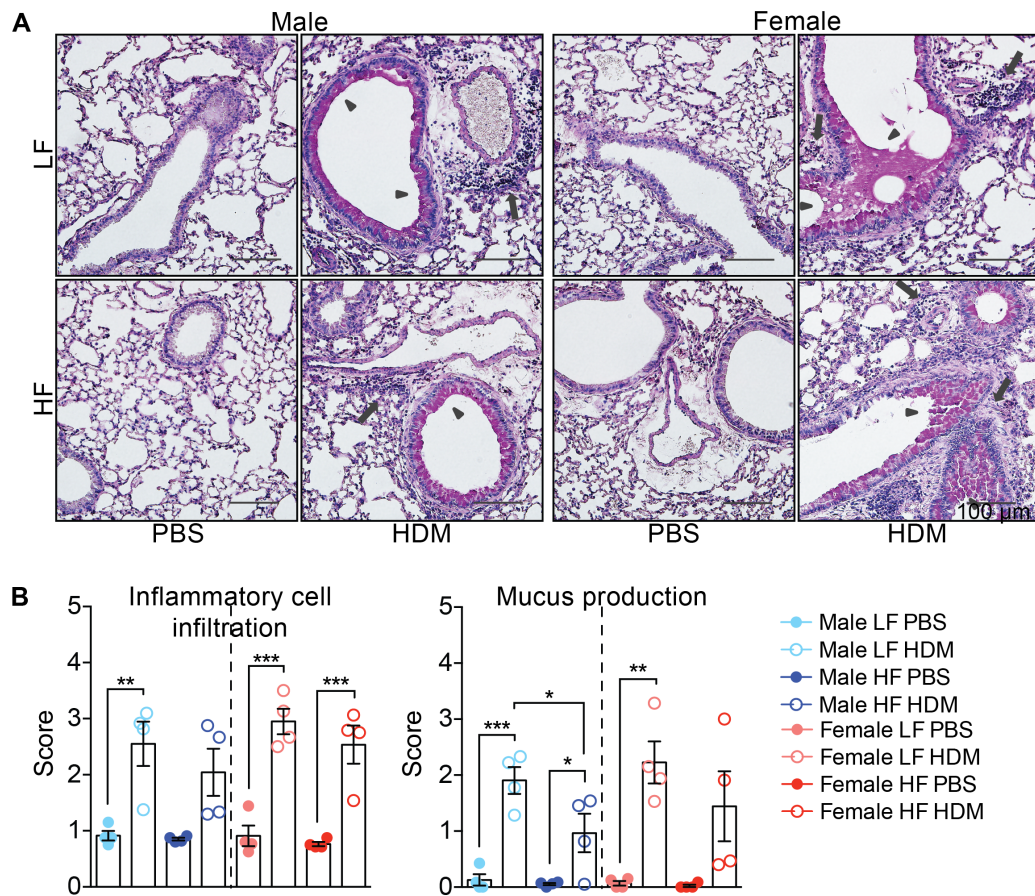 A
Male
Female
LF
HF
100 μm
PBS
HDM
PBS
HDM
B
Inflammatory cell
infiltration
Score
5
4
3
2
1
0
**
***
***
Mucus production
Score
5
4
3
2
1
0
***
*
*
**
Male LF PBS
Male LF HDM
Male HF PBS
Male HF HDM
Female LF PBS
Female LF HDM
Female HF PBS
Female HF HDM